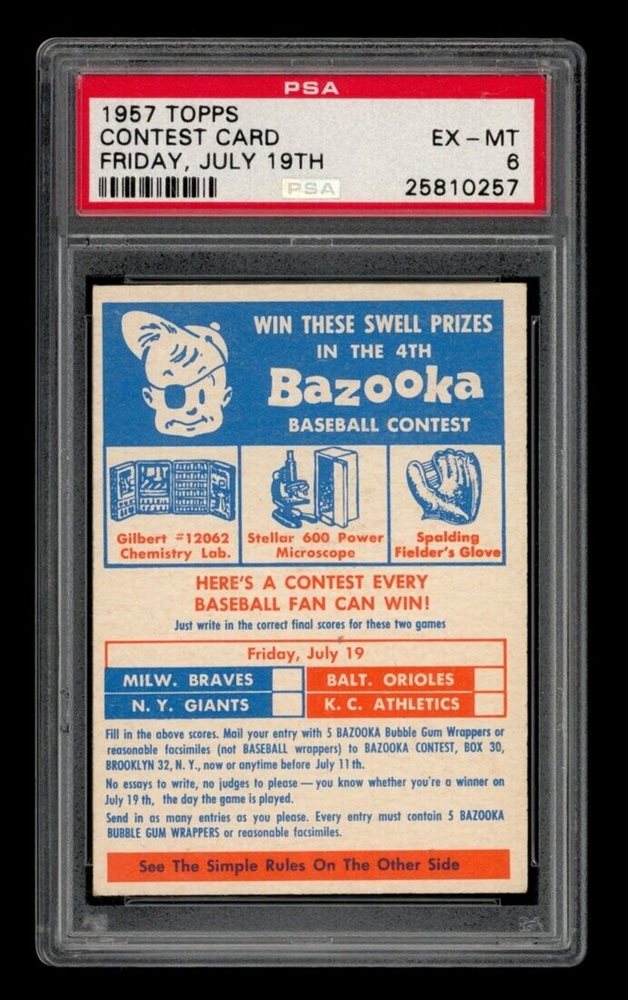 PSA
1957 TOPPS
CONTEST CARD EX - MT
FRIDAY, JULY 19TH 6
PSA 25810257
WIN THESE SWELL PRIZES
IN THE 4TH
Bazooka
BASEBALL CONTEST
Gilbert #12062
Chemistry Lab.
Stellar 600 Power
Microscope
Spalding
Fielder's Glove
HERE'S A CONTEST EVERY
BASEBALL FAN CAN WIN!
Just write in the correct final scores for these two games
Friday, July 19
MILW. BRAVES BALT. ORIOLES
N. Y. GIANTS K. C. ATHLETICS
Fill in the above scores. Mail your entry with 5 BAZOOKA Bubble Gum Wrappers or
reasonable facsimiles (not BASEBALL wrappers) to BAZOOKA CONTEST, BOX 30,
BROOKLYN 32, N. Y., now or anytime before July 11th.
No essays to write, no judges to please — you know whether you're a winner on
July 19 th, the day the game is played.
Send in as many entries as you please. Every entry must contain 5 BAZOOKA
BUBBLE GUM WRAPPERS or reasonable facsimiles.
See The Simple Rules On The Other Side